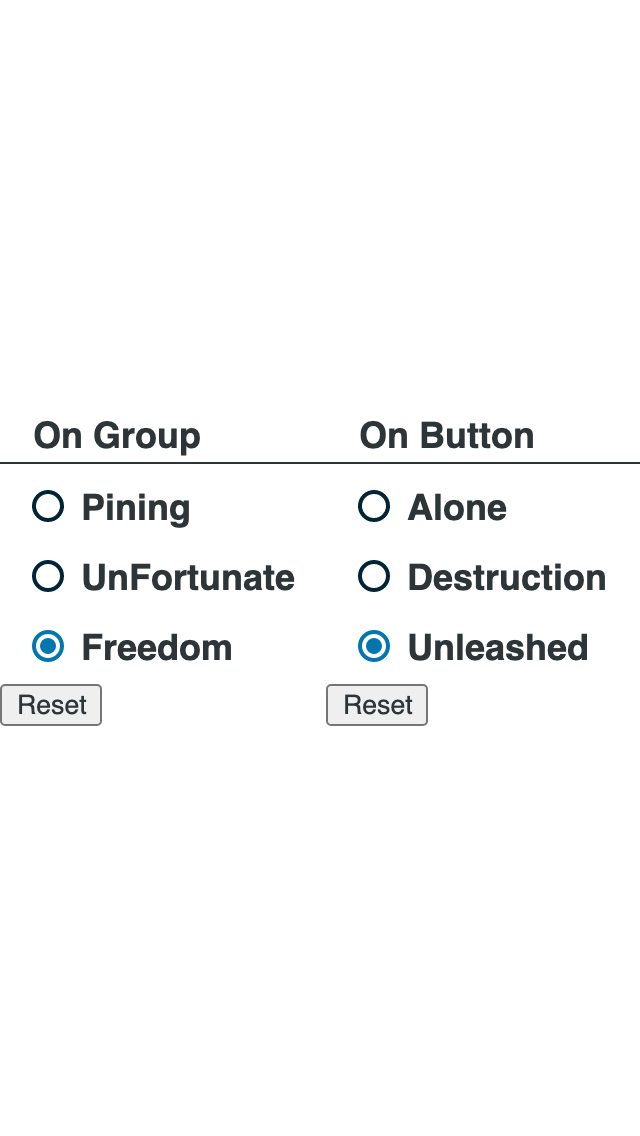 On Group
Pining
UnFortunate
Freedom
Reset
On Button
Alone
Destruction
Unleashed
Reset